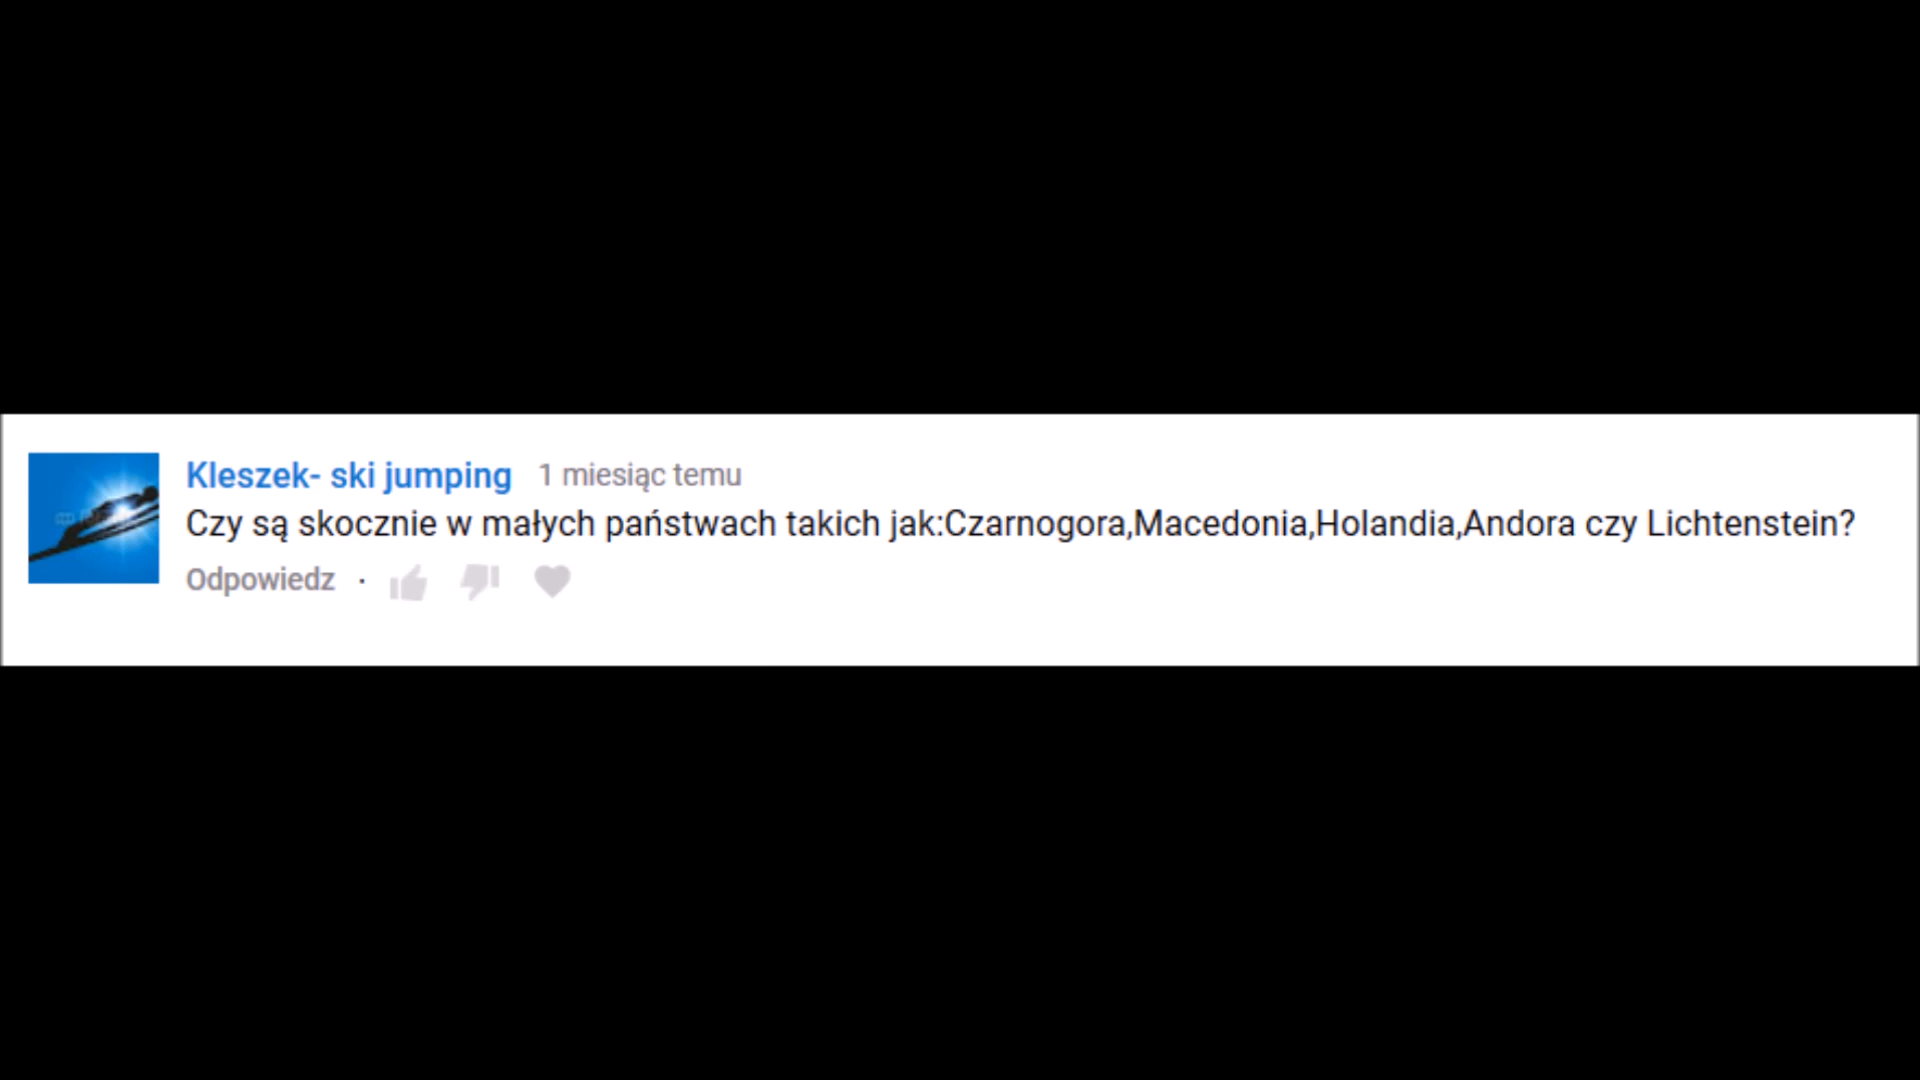 Kleszek- ski jumping 1 miesiąc temu
Czy są skocznie w małych państwach takich jak:Czarnogora,Macedonia,Holandia,Andora czy Lichtenstein?
Odpowiedz ·